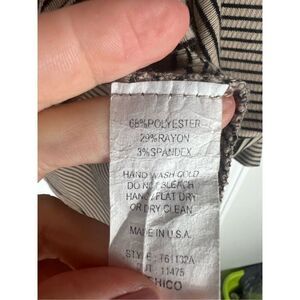 68%POLYESTER
29%RAYON
3%SPANDEX
HAND WASH COLD
DO NOT BLEACH
HANG/FLAT DRY
OR DRY CLEAN
MADE IN U.S.A.
STYLE : T61132A
CUT : 11475
CHICO